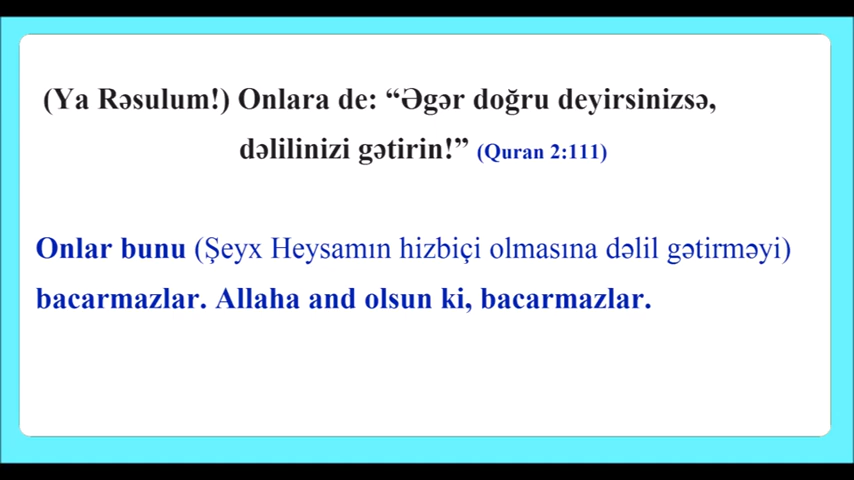 (Ya Rəsulum!) Onlara de: “Əgər doğru deyirsinizsə,
dəlilinizi gətirin!” (Quran 2:111)
Onlar bunu (Şeyx Heysamın hizbiçi olmasına dəlil gətirməyi)
bacarmazlar. Allaha and olsun ki, bacarmazlar.